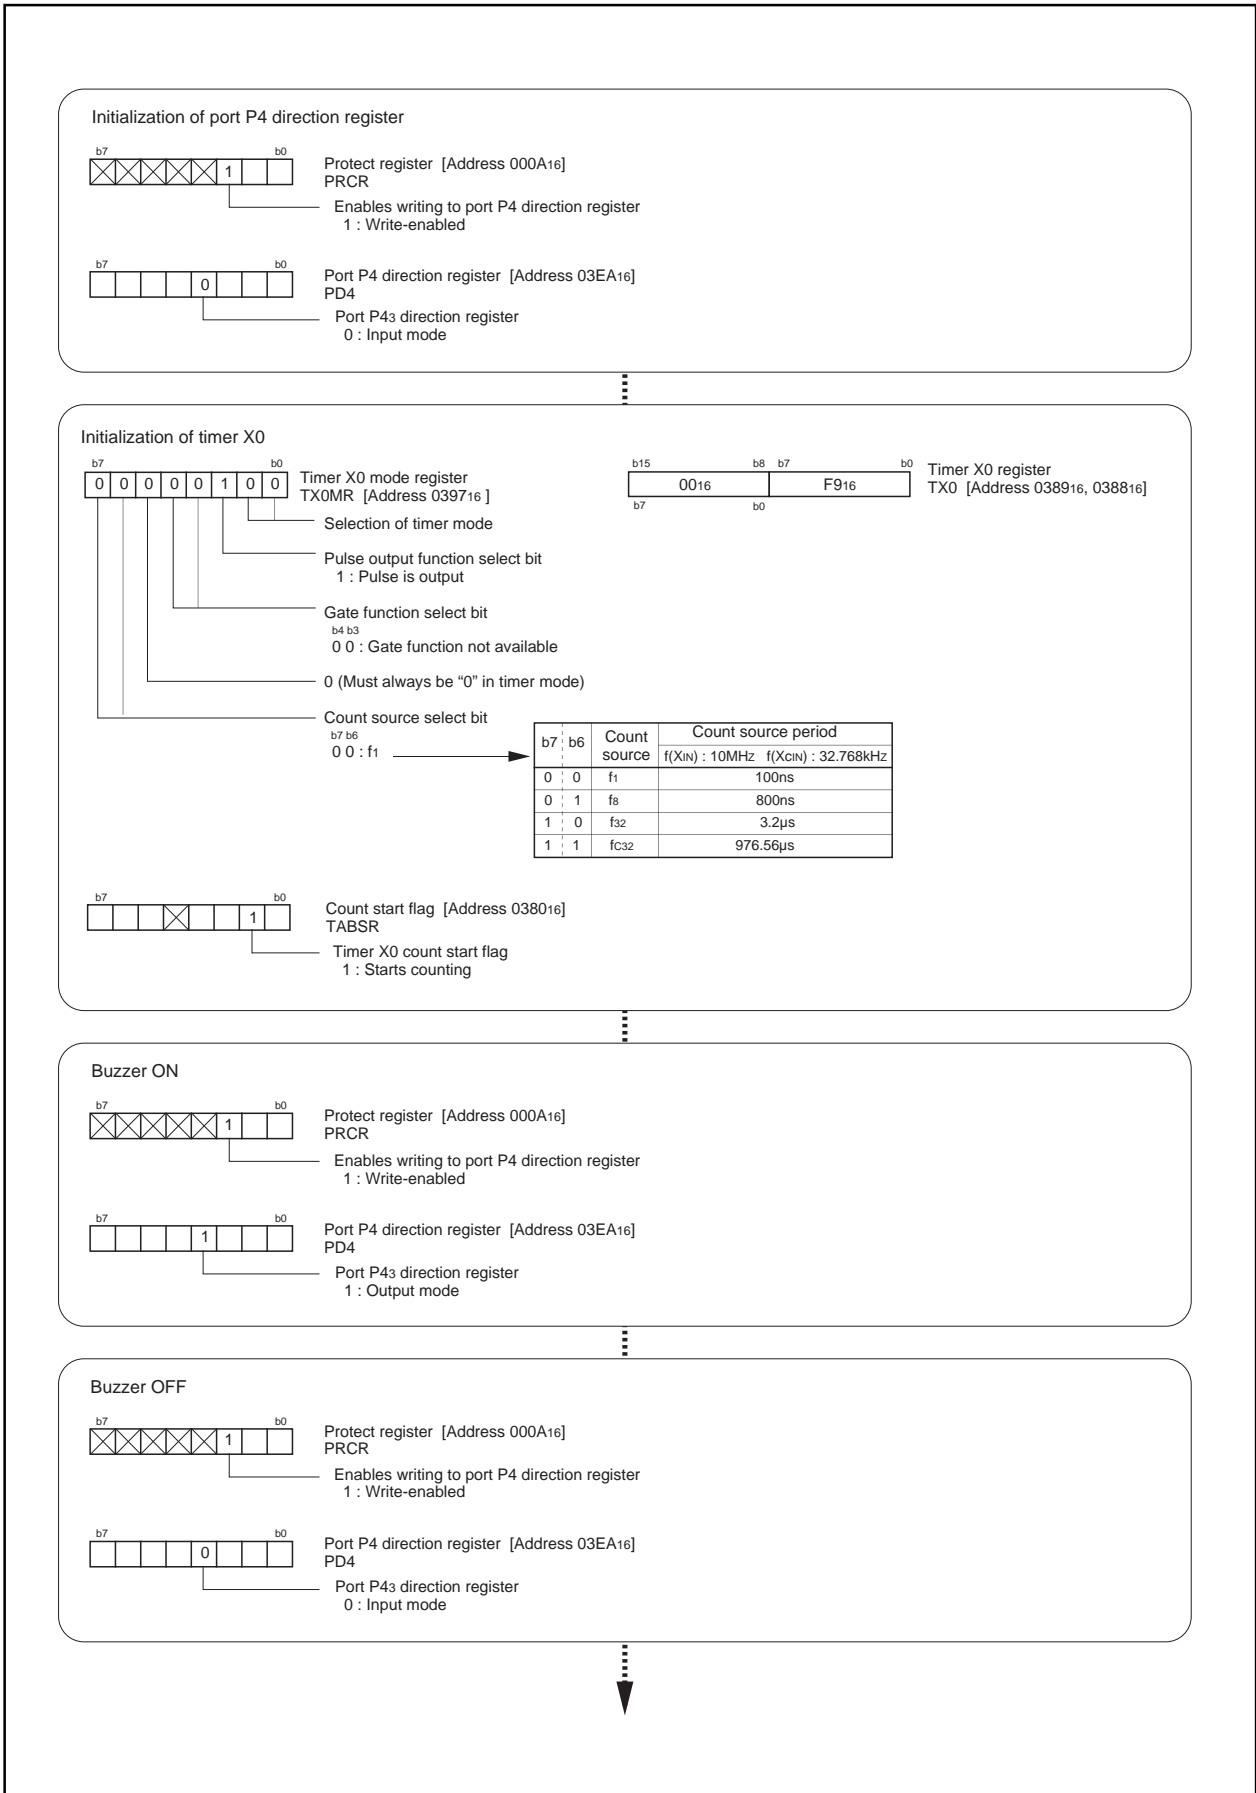 Initialization of port P4 direction register
b7 b0
1
Protect register [Address 000A16]
PRCR
Enables writing to port P4 direction register
1 : Write-enabled
b7 b0
0
Port P4 direction register [Address 03EA16]
PD4
Port P43 direction register
0 : Input mode
Initialization of timer X0
b7 b0
0 0 0 0 0 1 0 0
Timer X0 mode register
TX0MR [Address 039716 ]
b15 b8 b7 b0
0016 F916
b7 b0
Timer X0 register
TX0 [Address 038916, 038816]
Selection of timer mode
Pulse output function select bit
1 : Pulse is output
Gate function select bit
b4 b3
0 0 : Gate function not available
0 (Must always be “0” in timer mode)
Count source select bit
b7 b6
0 0 : f1
b7 b6 Count source Count source period
f(XIN) : 10MHz f(XCIN) : 32.768kHz
0 0 f1 100ns
0 1 f8 800ns
1 0 f32 3.2µs
1 1 fC32 976.56µs
b7 b0
1
Count start flag [Address 038016]
TABSR
Timer X0 count start flag
1 : Starts counting
Buzzer ON
b7 b0
1
Protect register [Address 000A16]
PRCR
Enables writing to port P4 direction register
1 : Write-enabled
b7 b0
1
Port P4 direction register [Address 03EA16]
PD4
Port P43 direction register
1 : Output mode
Buzzer OFF
b7 b0
1
Protect register [Address 000A16]
PRCR
Enables writing to port P4 direction register
1 : Write-enabled
b7 b0
0
Port P4 direction register [Address 03EA16]
PD4
Port P43 direction register
0 : Input mode